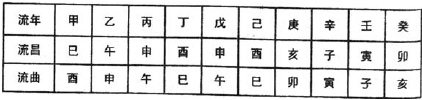 流年 甲 乙 丙 丁 戊 己 庚 辛 壬 癸
流昌 巳 午 申 酉 申 酉 亥 子 寅 卯
流曲 酉 申 午 巳 午 巳 卯 寅 子 亥